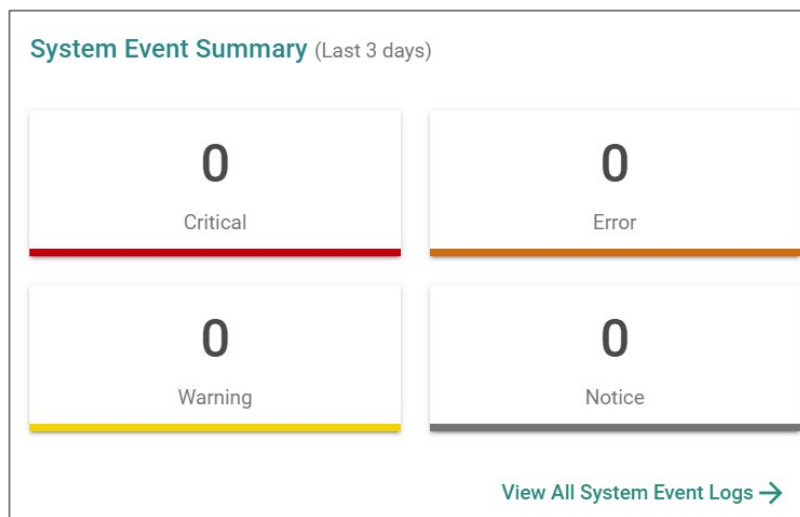 System Event Summary (Last 3 days)
0
Critical
0
Error
0
Warning
0
Notice
View All System Event Logs →